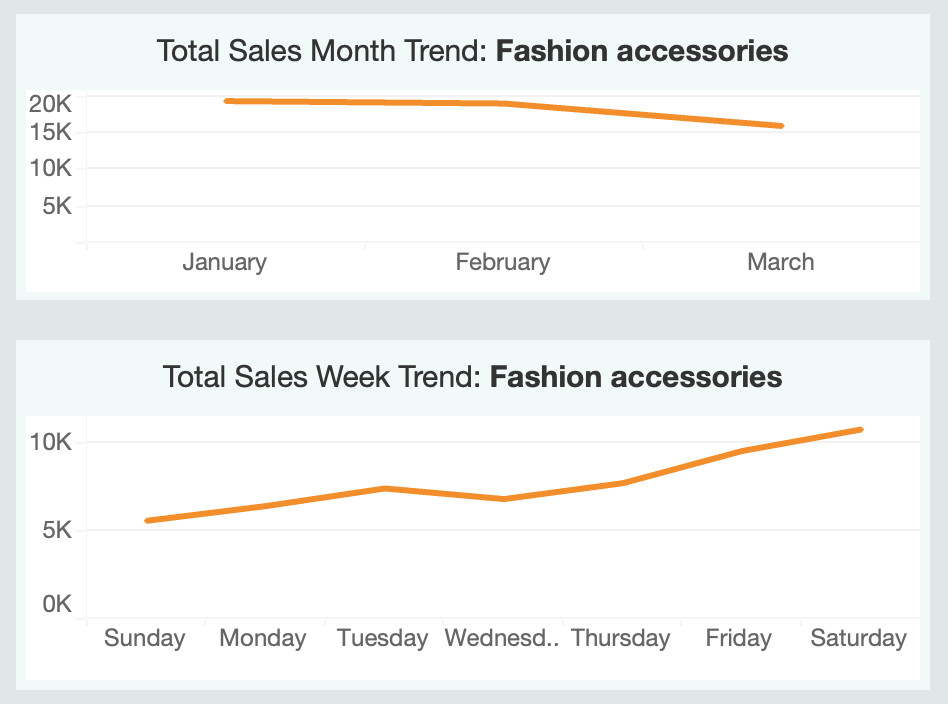 Total Sales Month Trend: Fashion accessories
20K
15K
10K
5K
January February March
Total Sales Week Trend: Fashion accessories
10K
5K
0K
Sunday Monday Tuesday Wednesd.. Thursday Friday Saturday